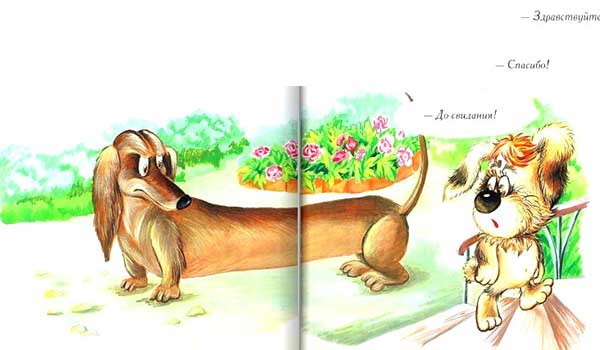 — Здравствуйте
— Спасибо!
— До свидания!